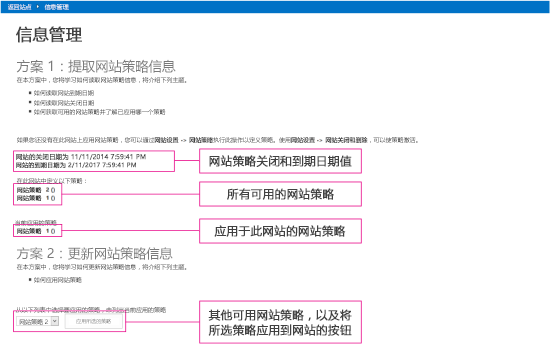 返回站点 信息管理
信息管理
方案 1：提取网站策略信息
在本方案中，您将学习如何读取网站策略信息，将介绍下列主题。
如何读取网站到期日期
如何读取网站关闭日期
如何获取可用的网站策略并了解已应用哪一个策略
如果您还没有在此网站上应用网站策略，您可以通过网站设置 -> 网站策略执行此操作以定义策略。使用网站设置 -> 网站关闭和删除，可以使策略激活。
网站的关闭日期为 11/11/2014 7:59:41 PM
网站的到期日期为 2/11/2017 7:59:41 PM
网站策略关闭和到期日期值
在此网站中定义以下策略：
网站策略 2 ()
网站策略 1 ()
所有可用的网站策略
当前应用的策略
网站策略 1 ()
应用于此网站的网站策略
方案 2：更新网站策略信息
在本方案中，您将学习如何更新网站策略信息，将介绍下列主题。
如何应用网站策略
从以下列表中选择要应用的策略，未列出当前应用的策略
网站策略 2
应用所选的策略
其他可用网站策略，以及将
所选策略应用到网站的按钮